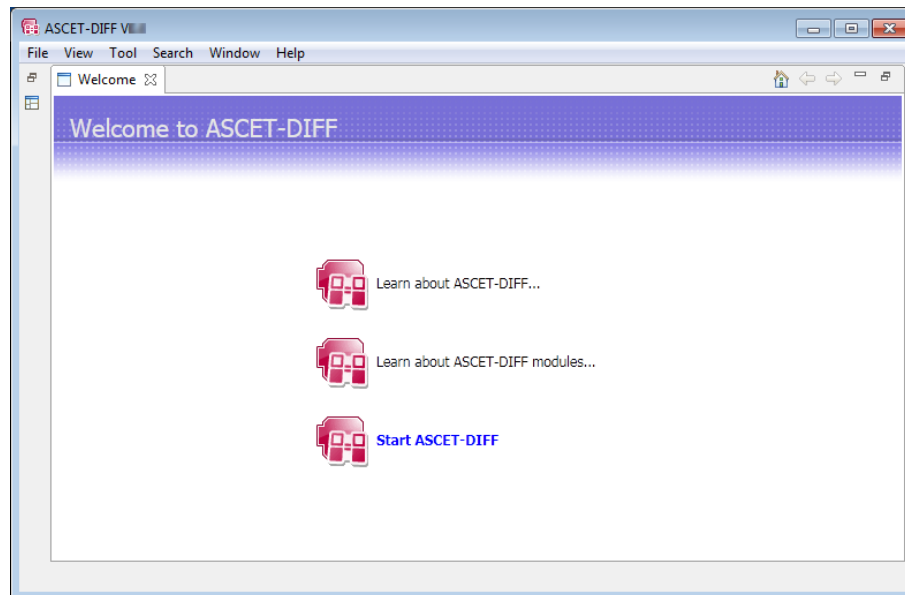 ASCET-DIFF
File View Tool Search Window Help
Welcome
Welcome to ASCET-DIFF
Learn about ASCET-DIFF...
Learn about ASCET-DIFF modules...
Start ASCET-DIFF